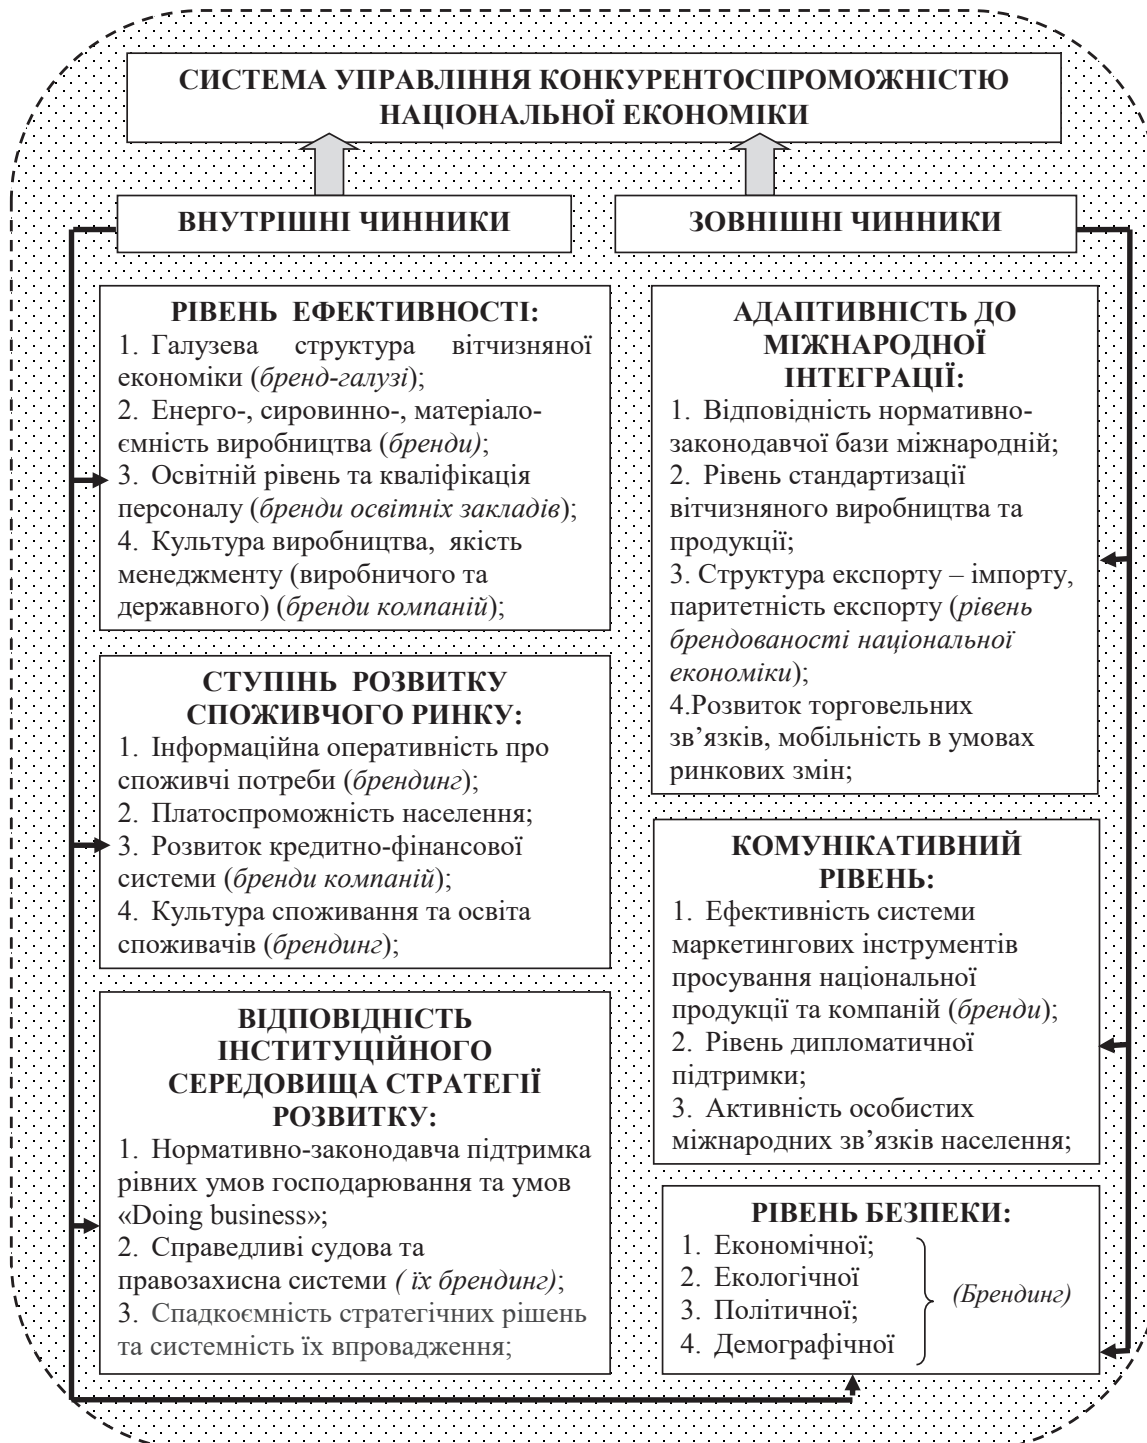 СИСТЕМА УПРАВЛІННЯ КОНКУРЕНТОСПРОМОЖНІСТЮ
НАЦІОНАЛЬНОЇ ЕКОНОМІКИ
ВНУТРІШНІ ЧИННИКИ
ЗОВНІШНІ ЧИННИКИ
РІВЕНЬ ЕФЕКТИВНОСТІ:
1. Галузева структура вітчизняної
економіки (бренд-галузі);
2. Енерго-, сировинно-, матеріало-
ємність виробництва (бренди);
3. Освітній рівень та кваліфікація
персоналу (бренди освітніх закладів);
4. Культура виробництва, якість
менеджменту (виробничого та
державного) (бренди компаній);
СТУПІНЬ РОЗВИТКУ
СПОЖИВЧОГО РИНКУ:
1. Інформаційна оперативність про
споживчі потреби (брендинг);
2. Платоспроможність населення;
3. Розвиток кредитно-фінансової
системи (бренди компаній);
4. Культура споживання та освіта
споживачів (брендинг);
ВІДПОВІДНІСТЬ
ІНСТИТУЦІЙНОГО
СЕРЕДОВИЩА СТРАТЕГІЇ
РОЗВИТКУ:
1. Нормативно-законодавча підтримка
рівних умов господарювання та умов
«Doing business»;
2. Справедливі судова та
правозахисна системи ( їх брендинг);
3. Спадкоємність стратегічних рішень
та системність їх впровадження;
АДАПТИВНІСТЬ ДО
МІЖНАРОДНОЇ
ІНТЕГРАЦІЇ:
1. Відповідність нормативно-
законодавчої бази міжнародній;
2. Рівень стандартизації
вітчизняного виробництва та
продукції;
3. Структура експорту – імпорту,
паритетність експорту (рівень
брендованості національної
економіки);
4.Розвиток торговельних
зв’язків, мобільність в умовах
ринкових змін;
КОМУНІКАТИВНИЙ
РІВЕНЬ:
1. Ефективність системи
маркетингових інструментів
просування національної
продукції та компаній (бренди);
2. Рівень дипломатичної
підтримки;
3. Активність особистих
міжнародних зв’язків населення;
РІВЕНЬ БЕЗПЕКИ:
1. Економічної;
2. Екологічної
3. Політичної;
4. Демографічної
(Брендинг)